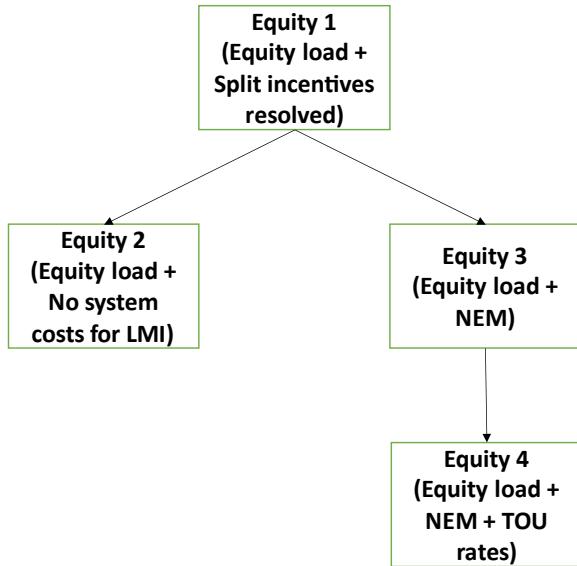 Equity 1
(Equity load +
Split incentives
resolved)
Equity 2
(Equity load +
No system
costs for LMI)
Equity 3
(Equity load +
NEM)
Equity 4
(Equity load +
NEM + TOU
rates)